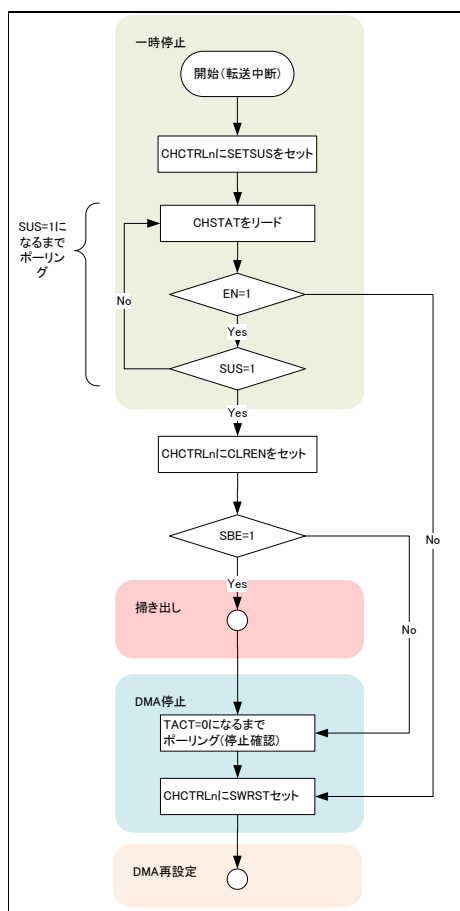 一時停止
開始(転送中断)
CHCTRLnにSETSUSをセット
CHSTATをリード
SUS=1に
なるまで
ポーリン
グ
EN=1
No
Yes
SUS=1
Yes
CHCTRLnにCLRENをセット
SBE=1
No
Yes
掃き出し
No
DMA停止
TACT=0になるまで
ポーリング(停止確認)
CHCTRLnにSWRSTセット
DMA再設定